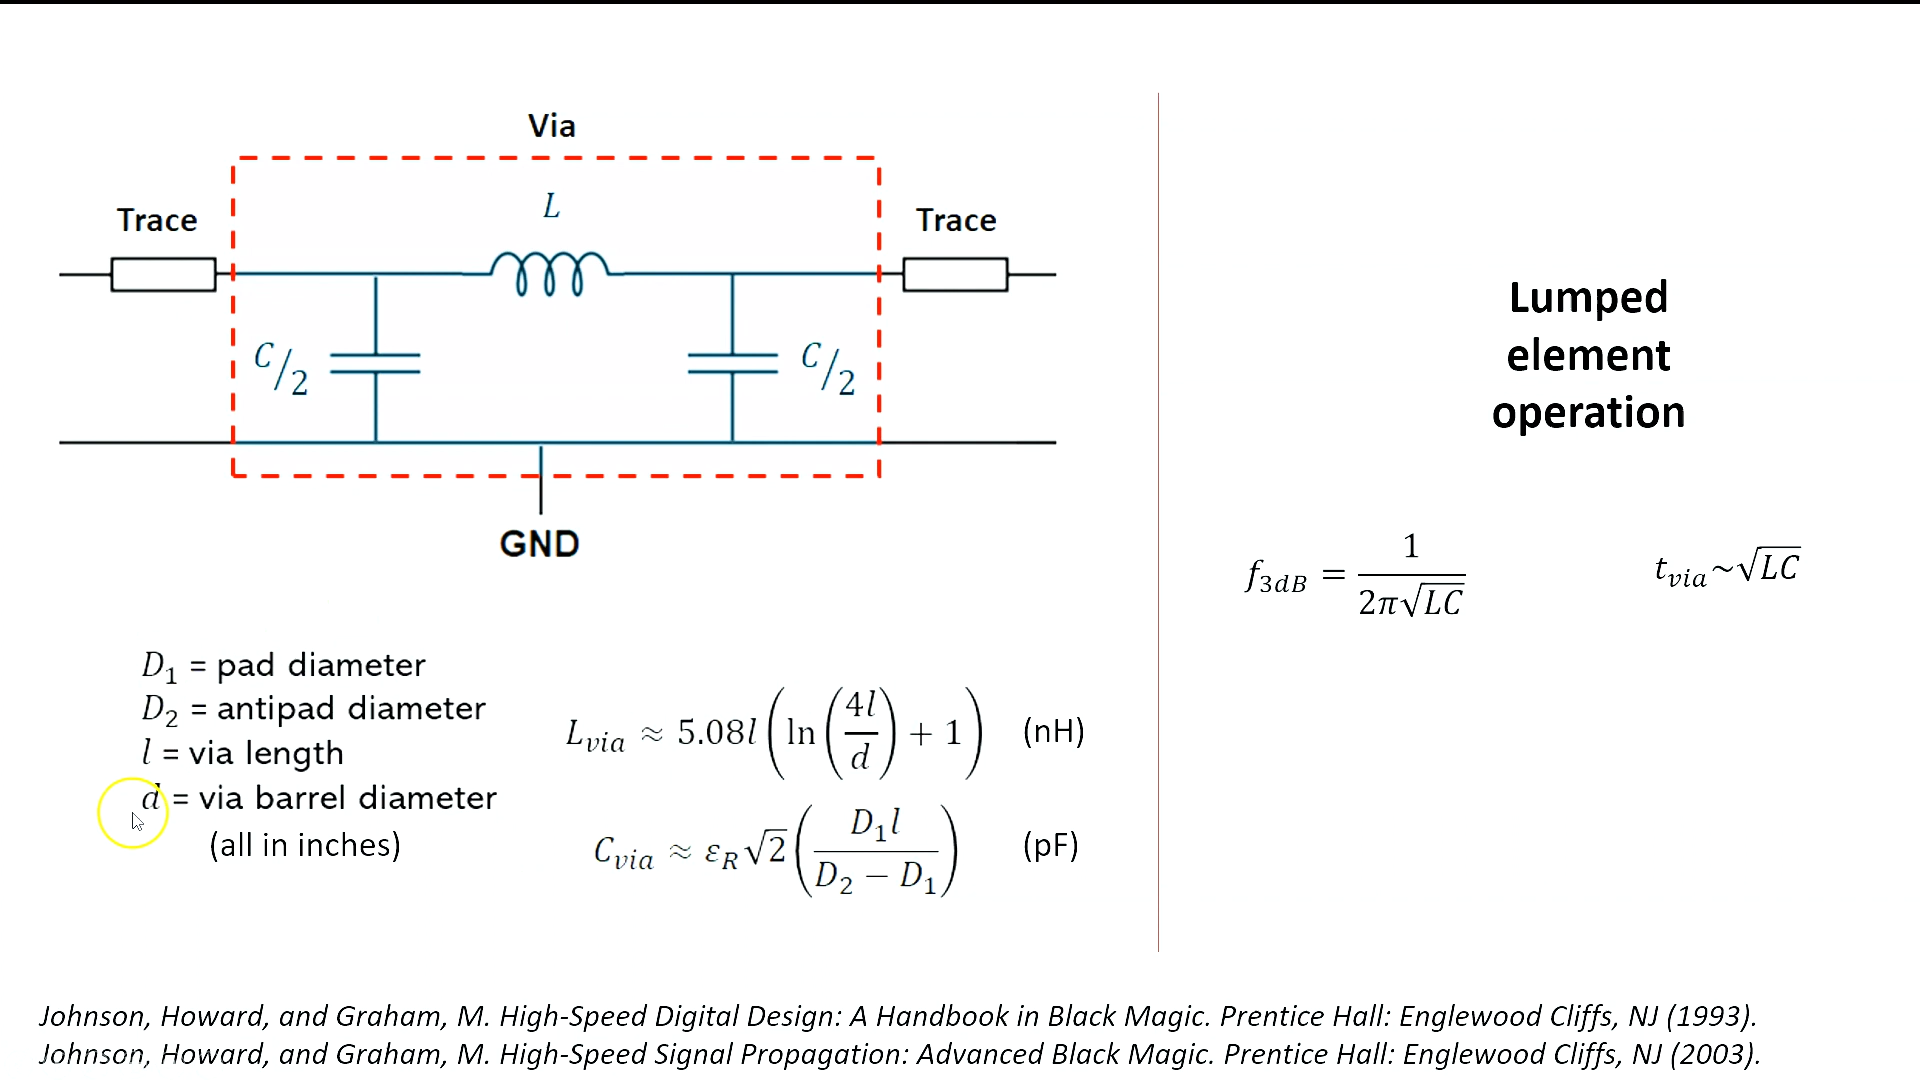 Via
L
Trace
Trace
C/2
C/2
GND
Lumped
element
operation
f3dB = 1/(2π√LC)
tvia~√LC
D1 = pad diameter
D2 = antipad diameter
l = via length
d = via barrel diameter
(all in inches)
Lvia ≈ 5.08l(ln(4l/d) + 1) (nH)
Cvia ≈ εR√2(D1l/(D2 − D1)) (pF)
Johnson, Howard, and Graham, M. High-Speed Digital Design: A Handbook in Black Magic. Prentice Hall: Englewood Cliffs, NJ (1993).
Johnson, Howard, and Graham, M. High-Speed Signal Propagation: Advanced Black Magic. Prentice Hall: Englewood Cliffs, NJ (2003).